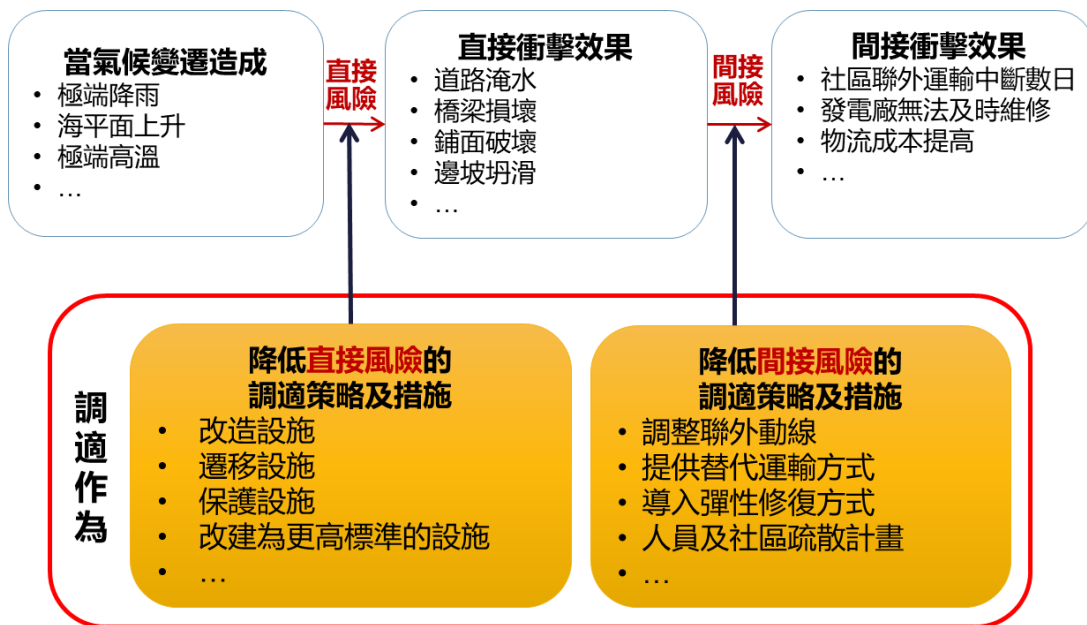 當氣候變遷造成
• 極端降雨
• 海平面上升
• 極端高溫
• …
直接
風險
直接衝擊效果
• 道路淹水
• 橋梁損壞
• 鋪面破壞
• 邊坡坍滑
• …
間接
風險
間接衝擊效果
• 社區聯外運輸中斷數日
• 發電廠無法及時維修
• 物流成本提高
• …
調適作為
降低直接風險的
調適策略及措施
• 改造設施
• 遷移設施
• 保護設施
• 改建為更高標準的設施
• …
降低間接風險的
調適策略及措施
• 調整聯外動線
• 提供替代運輸方式
• 導入彈性修復方式
• 人員及社區疏散計畫
• …